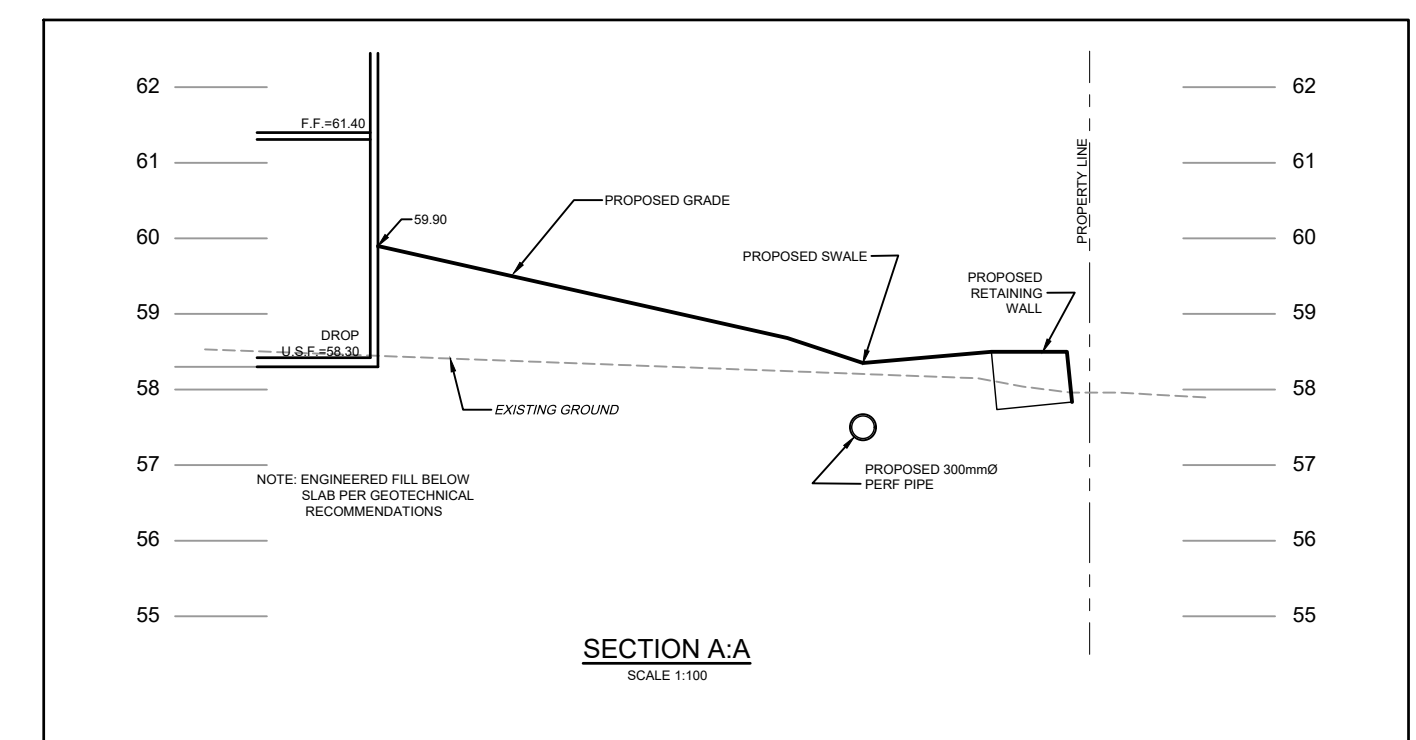 62
62
F.F.=61.40
61
61
PROPERTY LINE
PROPOSED GRADE
59.90
60
60
PROPOSED SWALE
PROPOSED
RETAINING
WALL
59
59
DROP
U.S.F.=58.30
58
58
EXISTING GROUND
57
57
PROPOSED 300mmØ
PERF PIPE
NOTE: ENGINEERED FILL BELOW
SLAB PER GEOTECHNICAL
RECOMMENDATIONS
56
56
55
55
SECTION A:A
SCALE 1:100